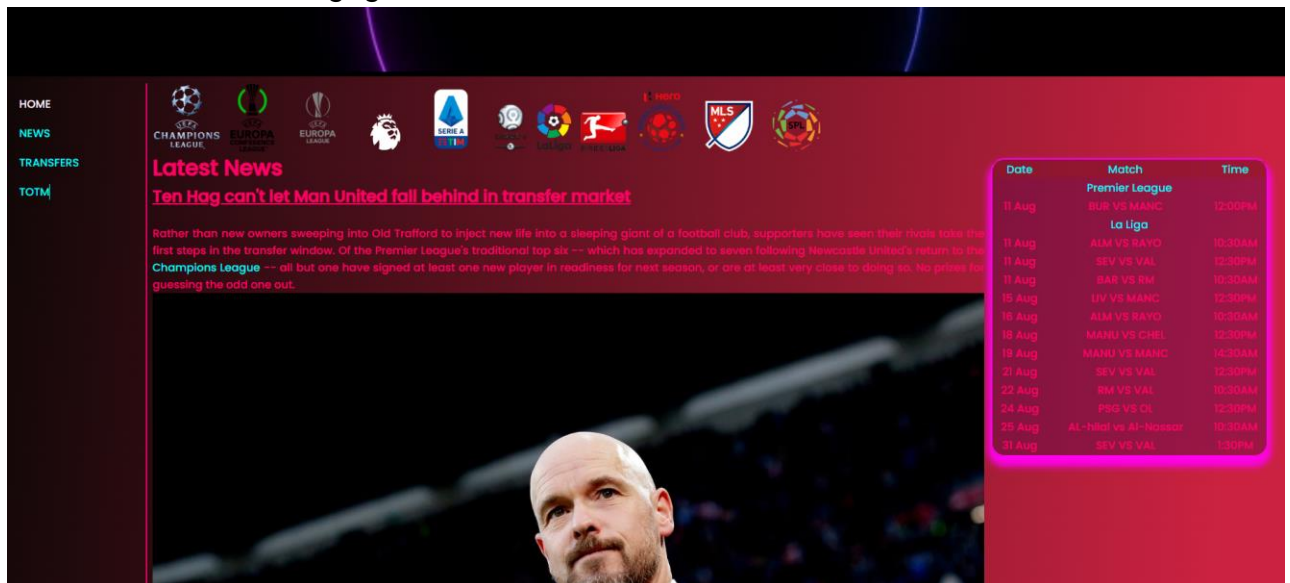 HOME
NEWS
TRANSFERS
TOTM
CHAMPIONS
LEAGUE
EUROPA
CONFERENCE
LEAGUE
EUROPA
LEAGUE
SERIE A
LaLiga
Hero
MLS
SPL
Latest News
Ten Hag can't let Man United fall behind in transfer market
Rather than new owners sweeping into Old Trafford to inject new life into a sleeping giant of a football club, supporters have seen their rivals take the
first steps in the transfer window. Of the Premier League's traditional top six -- which has expanded to seven following Newcastle United's return to the
Champions League -- all but one have signed at least one new player in readiness for next season, or are at least very close to doing so. No prizes for
guessing the odd one out.
Date Match Time
Premier League
11 Aug BUR VS MANC 12:00PM
La Liga
11 Aug ALM VS RAYO 10:30AM
11 Aug SEV VS VAL 12:30PM
11 Aug BAR VS RM 10:30AM
15 Aug LIV VS MANC 12:30PM
16 Aug ALM VS RAYO 10:30AM
18 Aug MANU VS CHEL 12:30PM
19 Aug MANU VS MANC 14:30AM
21 Aug SEV VS VAL 12:30PM
22 Aug RM VS VAL 10:30AM
24 Aug PSG VS OL 12:30PM
25 Aug AL-hilal vs Al-Nassar 10:30AM
31 Aug SEV VS VAL 1:30PM